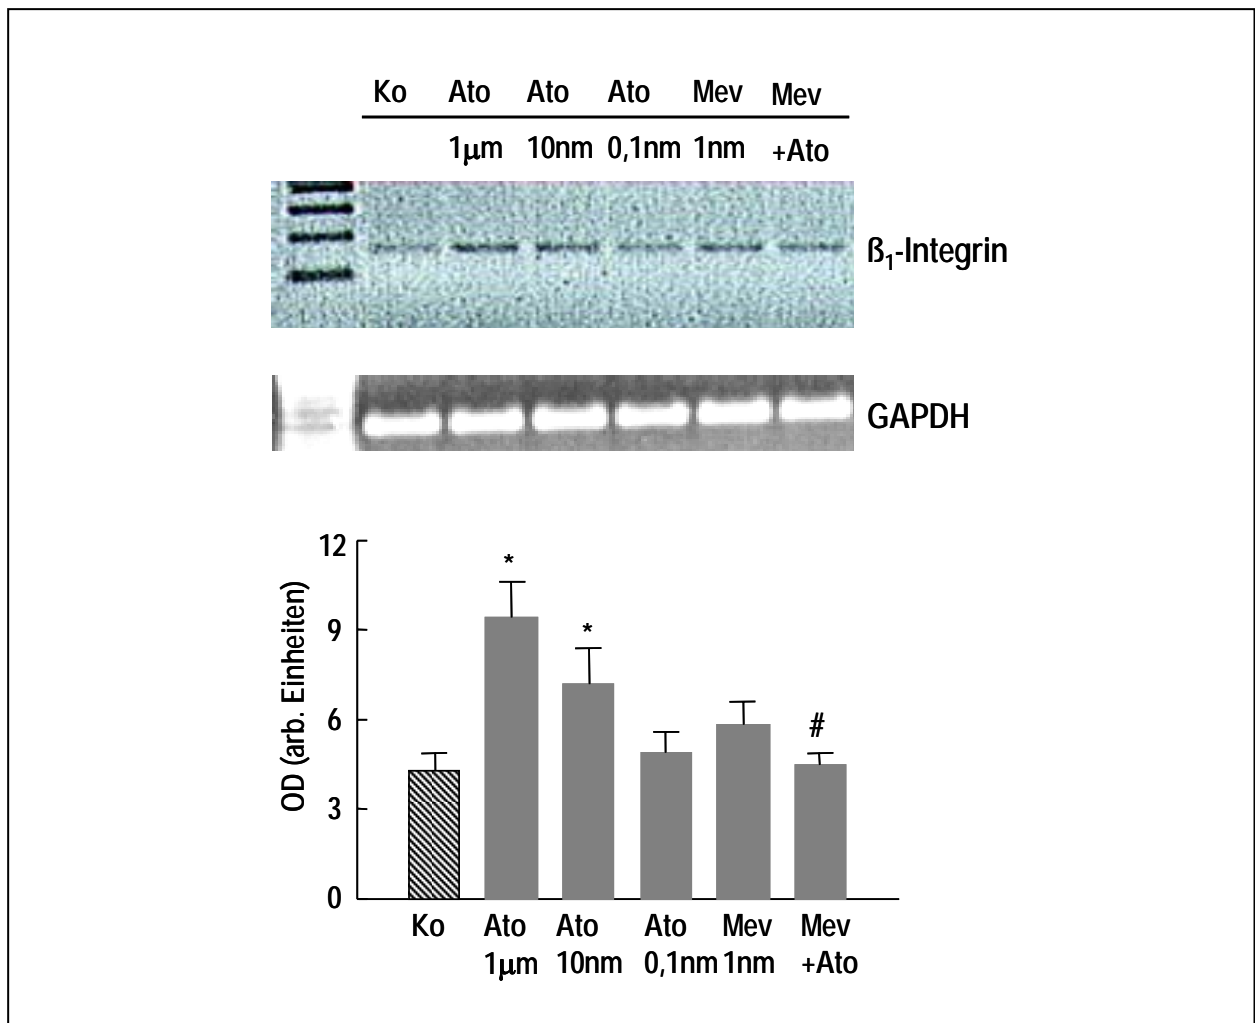 Ko Ato Ato Ato Mev Mev
1µm 10nm 0,1nm 1nm +Ato
ß1-Integrin
GAPDH
OD (arb. Einheiten)
12
9
6
3
0
*
*
#
Ko Ato Ato Ato Mev Mev
1µm 10nm 0,1nm 1nm +Ato